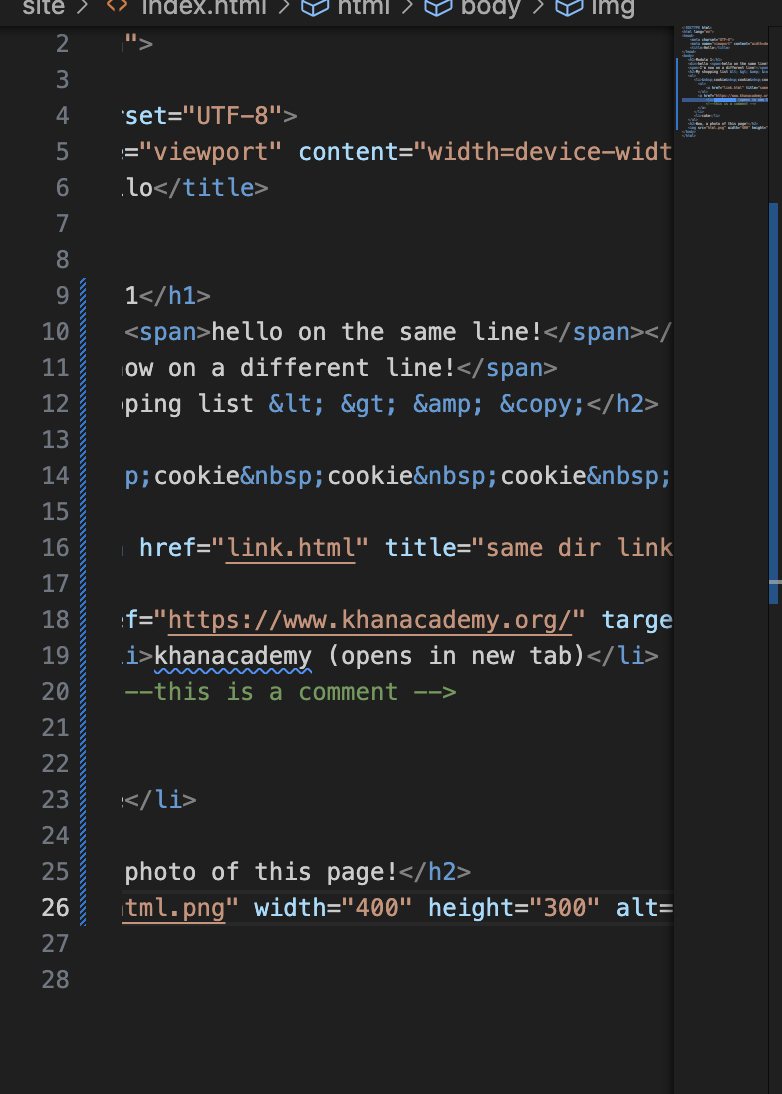 site > index.html > html > body > img
2 ">
3
4 rset="UTF-8">
5 ="viewport" content="width=device-widt
6 lo</title>
7
8
9 1</h1>
10 <span>hello on the same line!</span></
11 ow on a different line!</span>
12 ping list &lt; &gt; &amp; &copy;</h2>
13
14 p;cookie&nbsp;cookie&nbsp;cookie&nbsp;
15
16 href="link.html" title="same dir link
17
18 ef="https://www.khanacademy.org/" targe
19 i>khanacademy (opens in new tab)</li>
20 --this is a comment -->
21
22
23 </li>
24
25 photo of this page!</h2>
26 tml.png" width="400" height="300" alt=
27
28